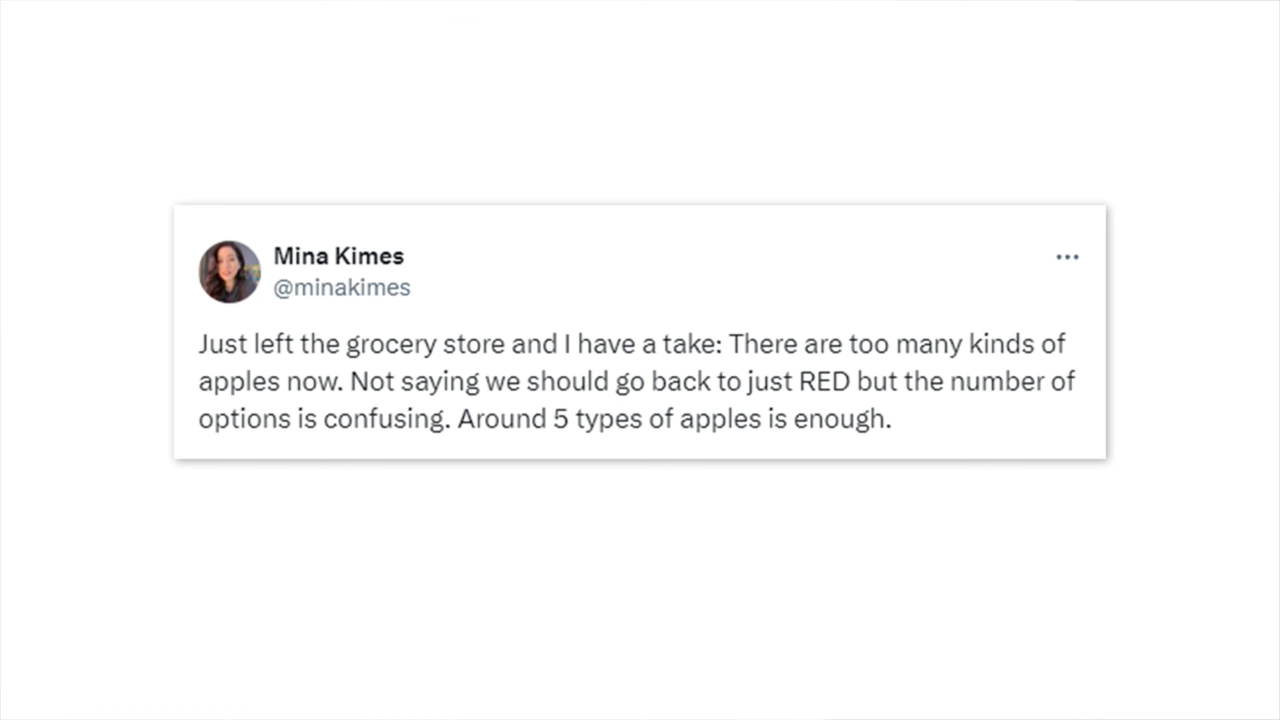 Mina Kimes
@minakimes
Just left the grocery store and I have a take: There are too many kinds of
apples now. Not saying we should go back to just RED but the number of
options is confusing. Around 5 types of apples is enough.